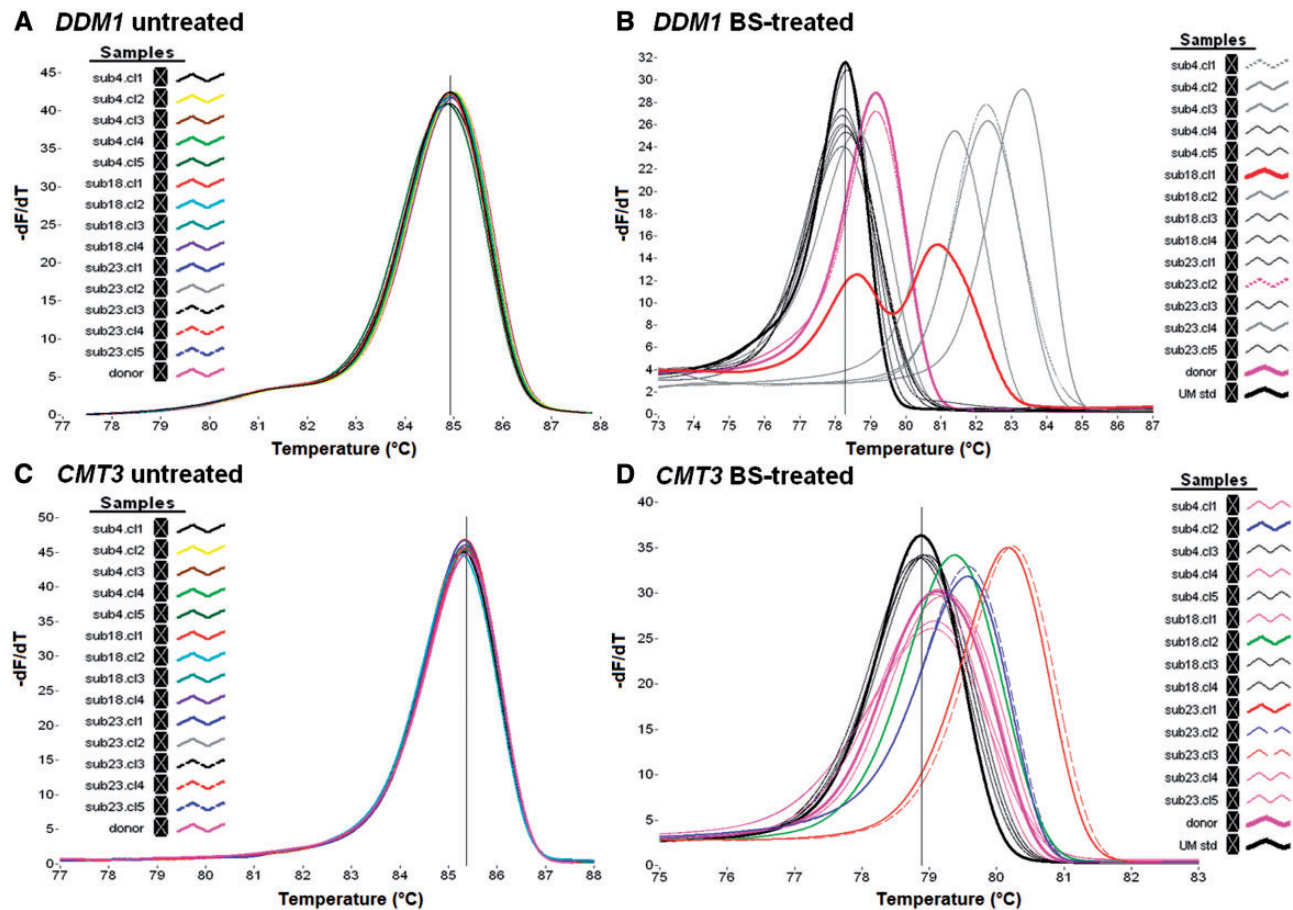 A DDM1 untreated
Samples
sub4.cl1
sub4.cl2
sub4.cl3
sub4.cl4
sub4.cl5
sub18.cl1
sub18.cl2
sub18.cl3
sub18.cl4
sub23.cl1
sub23.cl2
sub23.cl3
sub23.cl4
sub23.cl5
donor
-dF/dT
45-
40-
35-
30-
25-
20-
15-
10-
5-
0-
77 79 80 81 82 83 84 85 86 87 88
Temperature (ºC)
B DDM1 BS-treated
Samples
sub4.cl1
sub4.cl2
sub4.cl3
sub4.cl4
sub4.cl5
sub18.cl1
sub18.cl2
sub18.cl3
sub18.cl4
sub23.cl1
sub23.cl2
sub23.cl3
sub23.cl4
sub23.cl5
donor
UM std
-dF/dT
32-
30-
28-
26-
24-
22-
20-
18-
16-
14-
12-
10-
8-
6-
4-
2-
0-
73 74 75 76 77 78 79 80 81 82 83 84 85 86 87
Temperature (ºC)
C CMT3 untreated
Samples
sub4.cl1
sub4.cl2
sub4.cl3
sub4.cl4
sub4.cl5
sub18.cl1
sub18.cl2
sub18.cl3
sub18.cl4
sub23.cl1
sub23.cl2
sub23.cl3
sub23.cl4
sub23.cl5
donor
-dF/dT
50-
45-
40-
35-
30-
25-
20-
15-
10-
5-
0-
77 78 80 81 82 83 84 85 86 87 88
Temperature (ºC)
D CMT3 BS-treated
Samples
sub4.cl1
sub4.cl2
sub4.cl3
sub4.cl4
sub4.cl5
sub18.cl1
sub18.cl2
sub18.cl3
sub18.cl4
sub23.cl1
sub23.cl2
sub23.cl3
sub23.cl4
sub23.cl5
donor
UM std
-dF/dT
40-
35-
30-
25-
20-
15-
10-
5-
0-
75 76 77 78 79 80 81 82 83
Temperature (ºC)